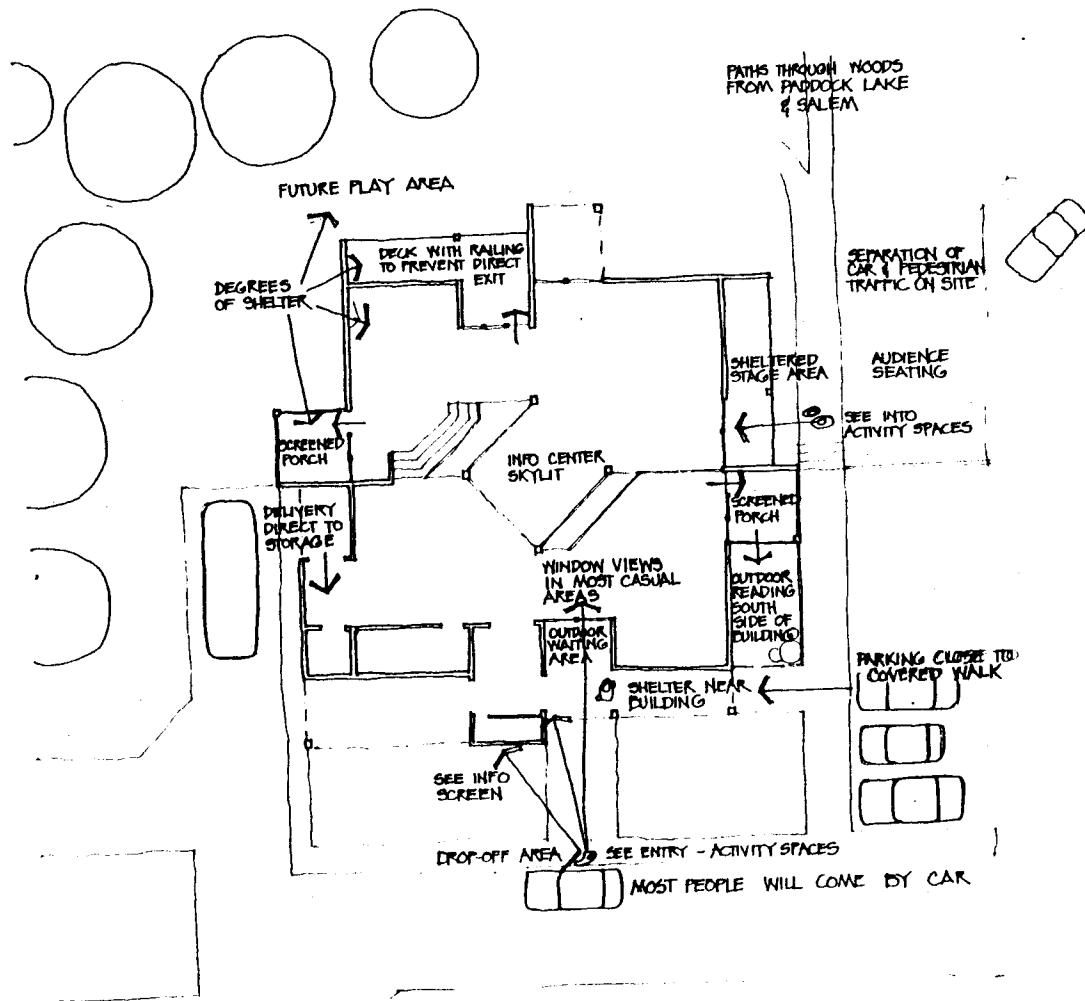 PATHS THROUGH WOODS
FROM PADDOCK LAKE
& SALEM
FUTURE PLAY AREA
DECK WITH RAILING
TO PREVENT DIRECT
EXIT
SEPARATION OF
CAR & PEDESTRIAN
TRAFFIC ON SITE
DEGREES
OF SHELTER
SHELTERED
STAGE AREA
AUDIENCE
SEATING
SEE INTO
ACTIVITY SPACES
SCREENED
PORCH
INFO CENTER
SKYLIT
SCREENED
PORCH
DELIVERY
DIRECT TO
STORAGE
WINDOW VIEWS
IN MOST CASUAL
AREAS
OUTDOOR
READING
SOUTH
SIDE OF
BUILDING
OUTDOOR
WAITING
AREA
PARKING CLOSE TO
COVERED WALK
SHELTER NEAR
BUILDING
SEE INFO
SCREEN
DROP-OFF AREA
SEE ENTRY - ACTIVITY SPACES
MOST PEOPLE WILL COME BY CAR